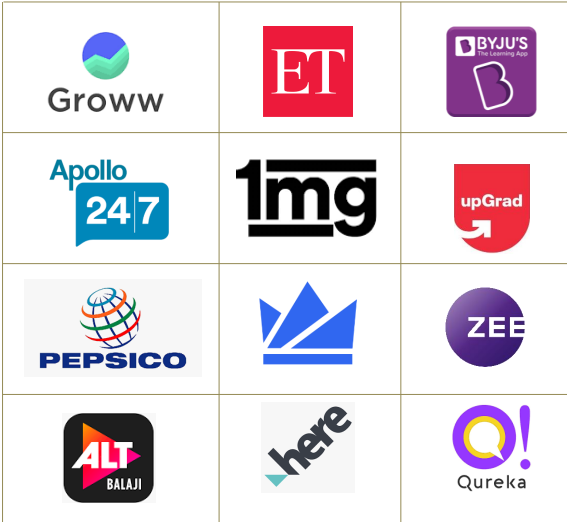 Groww
ET
BYJU'S
The Learning App
B
Apollo
24|7
1mg
upGrad
PEPSICO
ZEE
ALT
BALAJI
here
Q!
Qureka